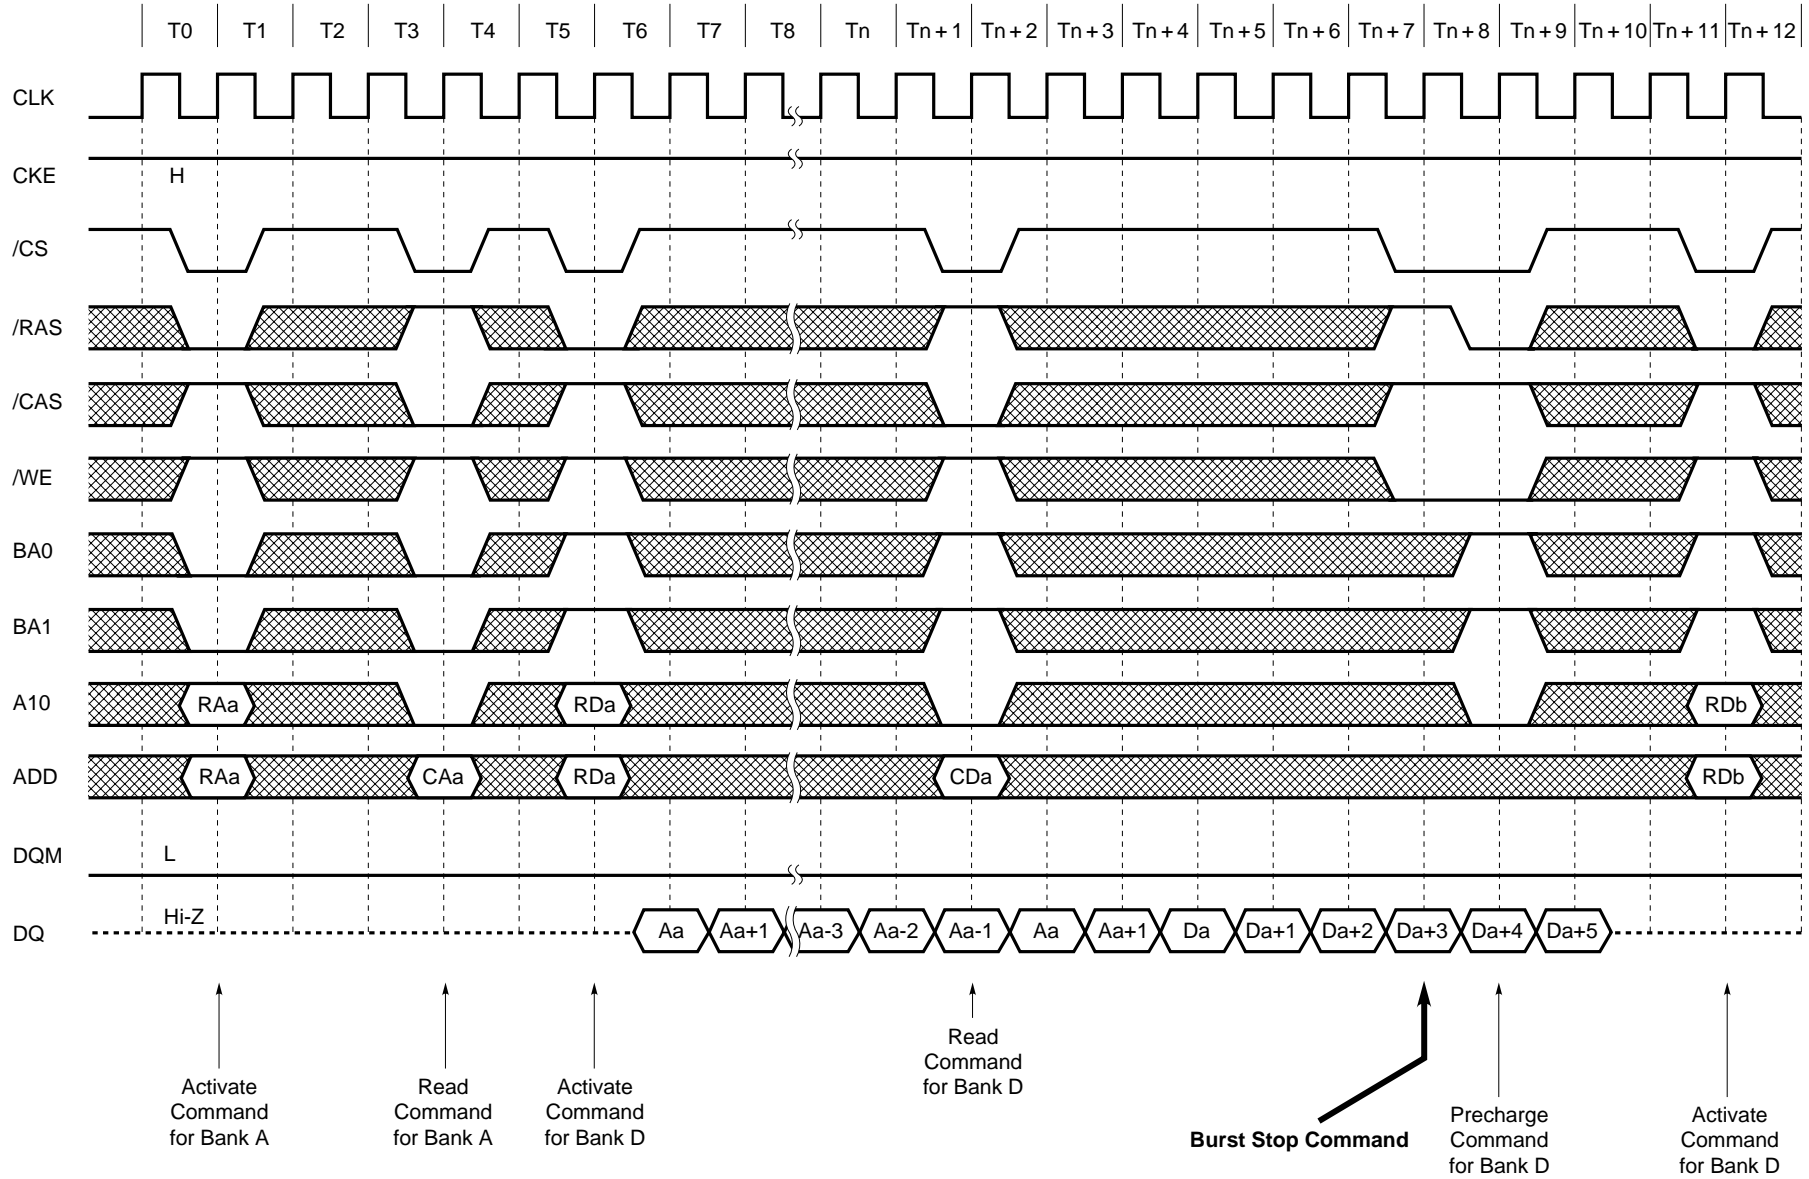 T0 T1 T2 T3 T4 T5 T6 T7 T8 Tn Tn + 1 Tn + 2 Tn + 3 Tn + 4 Tn + 5 Tn + 6 Tn + 7 Tn + 8 Tn + 9 Tn + 10 Tn + 11 Tn + 12
CLK
CKE H
/CS
/RAS
/CAS
/WE
BA0
BA1
A10 RAa RDa RDb
ADD RAa CAa RDa CDa RDb
DQM L
DQ Hi-Z Aa Aa+1 Aa-3 Aa-2 Aa-1 Aa Aa+1 Da Da+1 Da+2 Da+3 Da+4 Da+5
Activate
Command
for Bank A
Read
Command
for Bank A
Activate
Command
for Bank D
Read
Command
for Bank D
Burst Stop Command
Precharge
Command
for Bank D
Activate
Command
for Bank D